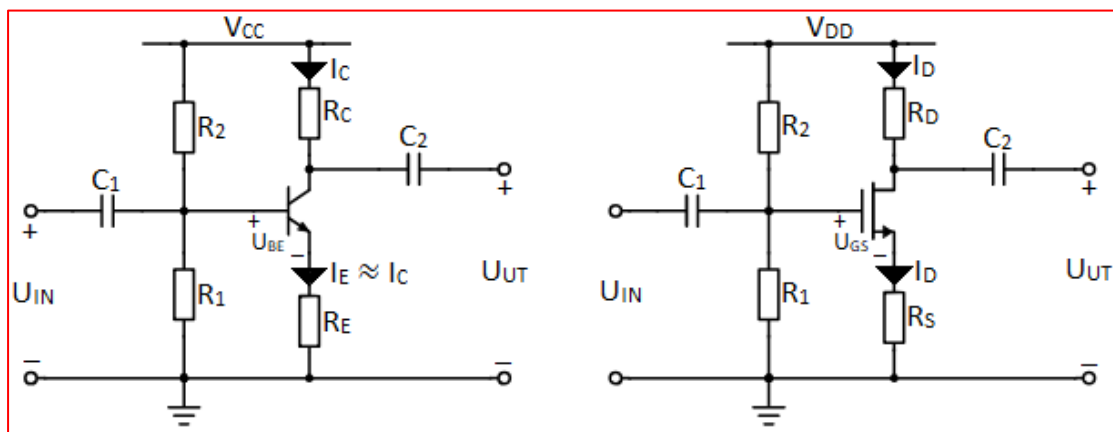 VCC
IC
RC
R2
C2
C1
+
+
+
UBE
−
IE ≈ IC
UUT
UIN
R1
RE
−
−
VDD
ID
RD
R2
C2
C1
+
+
UGS
−
ID
UUT
UIN
R1
RS
−